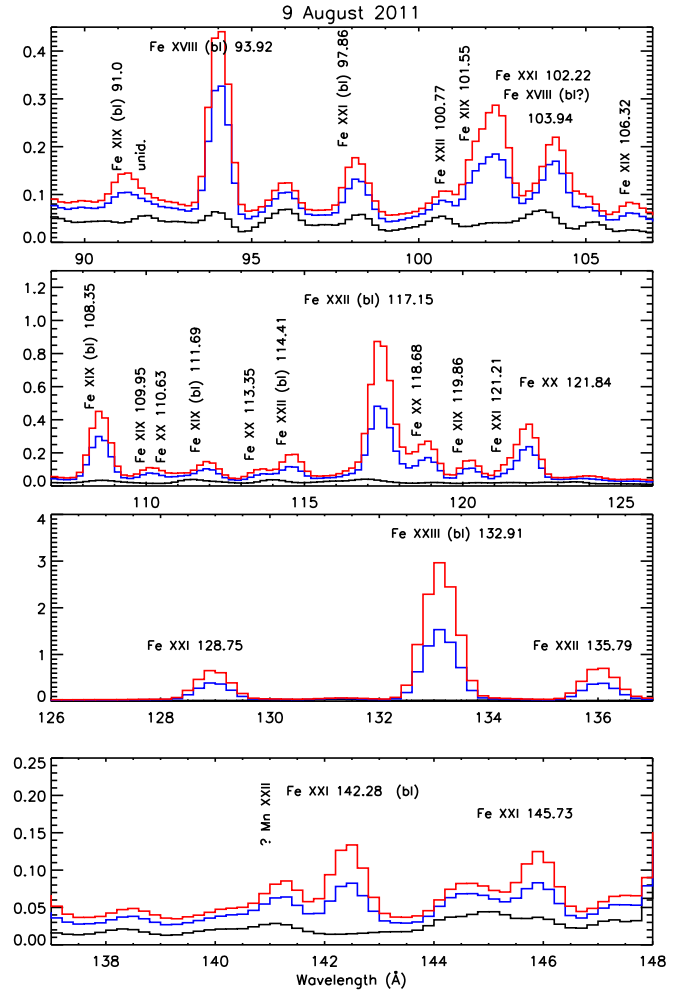 9 August 2011
Fe XVIII (bl) 93.92
Fe XIX (bl) 91.0
unid.
Fe XXI (bl) 97.86
Fe XXII 100.77
Fe XIX 101.55
Fe XXI 102.22
Fe XVIII (bl?)
103.94
Fe XIX 106.32
0.4
0.3
0.2
0.1
0.0
90 95 100 105
Fe XXII (bl) 117.15
Fe XIX (bl) 108.35
Fe XIX 109.95
Fe XX 110.63
Fe XIX (bl) 111.69
Fe XX 113.35
Fe XXII (bl) 114.41
Fe XX 118.68
Fe XIX 119.86
Fe XXI 121.21
Fe XX 121.84
1.2
1.0
0.8
0.6
0.4
0.2
0.0
110 115 120 125
Fe XXIII (bl) 132.91
Fe XXI 128.75
Fe XXII 135.79
4
3
2
1
0
126 128 130 132 134 136
? Mn XXII
Fe XXI 142.28 (bl)
Fe XXI 145.73
0.25
0.20
0.15
0.10
0.05
0.00
138 140 142 144 146 148
Wavelength (Å)